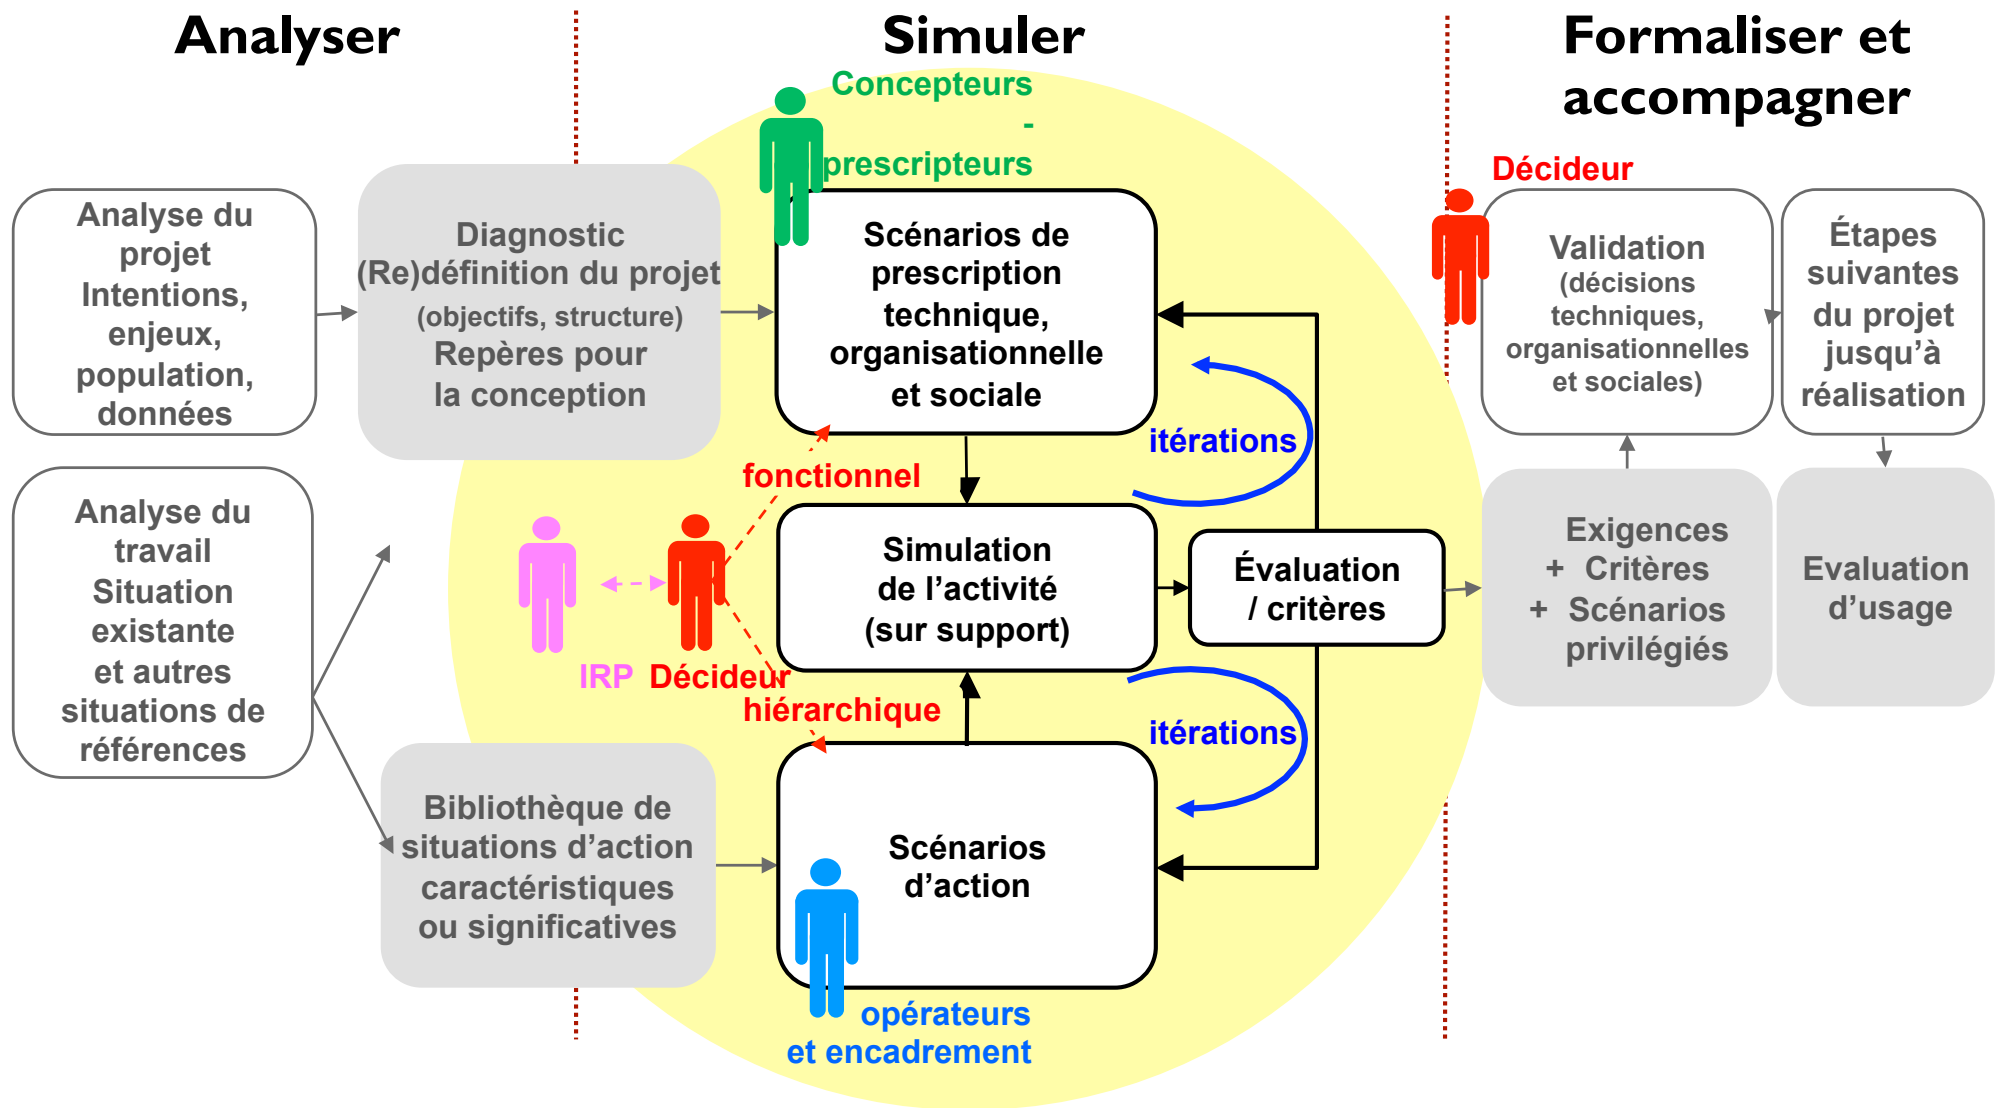 Analyser
Simuler
Formaliser et
accompagner
Concepteurs
-
prescripteurs
Décideur
Analyse du
projet
Intentions,
enjeux,
population,
données
Diagnostic
(Re)définition du projet
(objectifs, structure)
Repères pour
la conception
Scénarios de
prescription
technique,
organisationnelle
et sociale
Validation
(décisions
techniques,
organisationnelles
et sociales)
Étapes
suivantes
du projet
jusqu’à
réalisation
itérations
fonctionnel
Analyse du
travail
Situation
existante
et autres
situations de
références
IRP
Décideur
hiérarchique
Simulation
de l’activité
(sur support)
Évaluation
/ critères
Exigences
+ Critères
+ Scénarios
privilégiés
Evaluation
d’usage
itérations
Bibliothèque de
situations d’action
caractéristiques
ou significatives
Scénarios
d’action
opérateurs
et encadrement